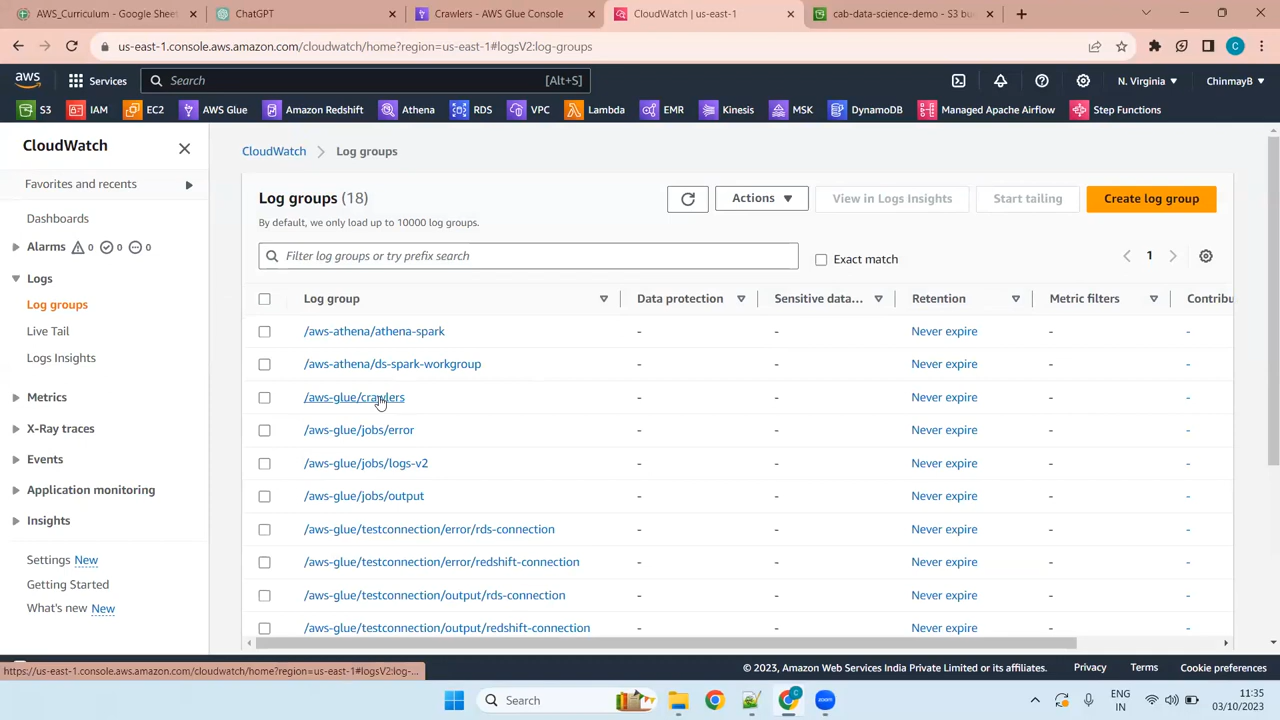 AWS_Curriculum - Google Sheet
ChatGPT
Crawlers - AWS Glue Console
CloudWatch | us-east-1
cab-data-science-demo - S3 bu
us-east-1.console.aws.amazon.com/cloudwatch/home?region=us-east-1#logsV2:log-groups
C
aws
Services
Search
[Alt+S]
N. Virginia
ChinmayB
S3
IAM
EC2
AWS Glue
Amazon Redshift
Athena
RDS
VPC
Lambda
EMR
Kinesis
MSK
DynamoDB
Managed Apache Airflow
Step Functions
CloudWatch
Favorites and recents
Dashboards
Alarms 0 0 0
Logs
Log groups
Live Tail
Logs Insights
Metrics
X-Ray traces
Events
Application monitoring
Insights
Settings New
Getting Started
What's new New
CloudWatch
Log groups
Log groups (18)
By default, we only load up to 10000 log groups.
Actions
View in Logs Insights
Start tailing
Create log group
Filter log groups or try prefix search
Exact match
1
Log group
Data protection
Sensitive data...
Retention
Metric filters
Contribu
/aws-athena/athena-spark - - Never expire - -
/aws-athena/ds-spark-workgroup - - Never expire - -
/aws-glue/crawlers - - Never expire - -
/aws-glue/jobs/error - - Never expire - -
/aws-glue/jobs/logs-v2 - - Never expire - -
/aws-glue/jobs/output - - Never expire - -
/aws-glue/testconnection/error/rds-connection - - Never expire - -
/aws-glue/testconnection/error/redshift-connection - - Never expire - -
/aws-glue/testconnection/output/rds-connection - - Never expire - -
/aws-glue/testconnection/output/redshift-connection - - Never expire - -
https://us-east-1.console.aws.amazon.com/cloudwatch/home?region=us-east-1#logsV2:log-...
© 2023, Amazon Web Services India Private Limited or its affiliates.
Privacy
Terms
Cookie preferences
Search
C
zoom
ENG
IN
11:35
03/10/2023